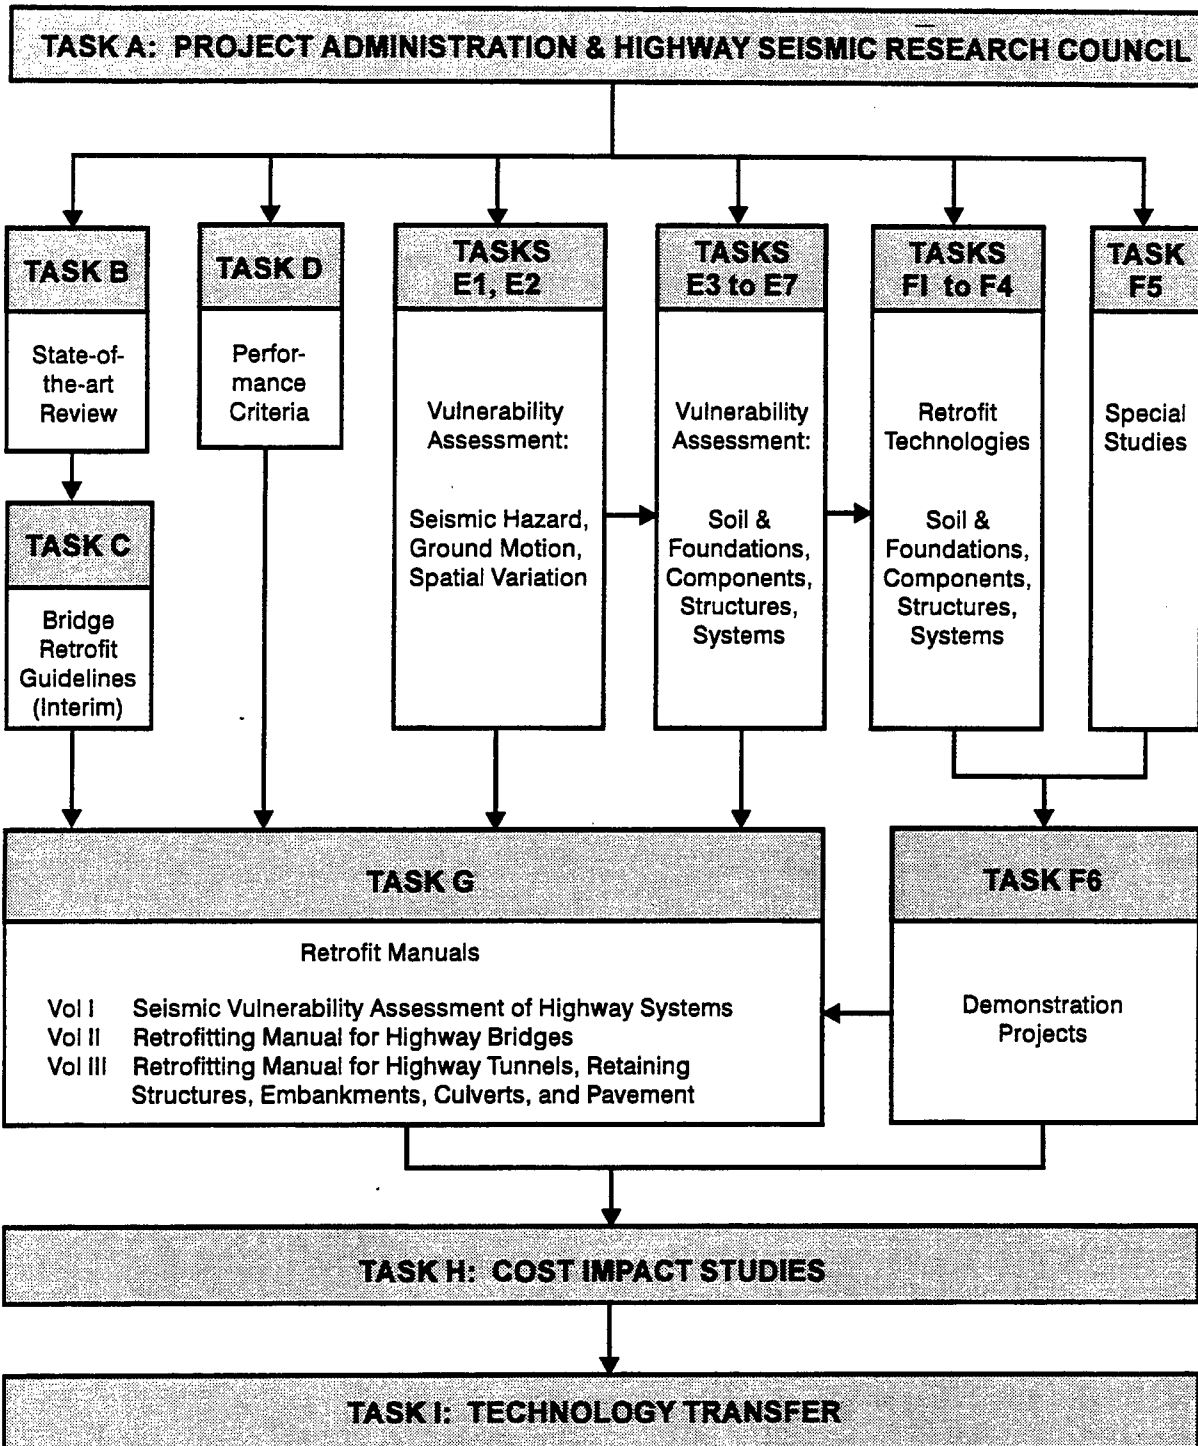 TASK A: PROJECT ADMINISTRATION & HIGHWAY SEISMIC RESEARCH COUNCIL
TASK B
State-of-
the-art
Review
TASK C
Bridge
Retrofit
Guidelines
(Interim)
TASK D
Perfor-
mance
Criteria
TASKS
E1, E2
Vulnerability
Assessment:
Seismic Hazard,
Ground Motion,
Spatial Variation
TASKS
E3 to E7
Vulnerability
Assessment:
Soil &
Foundations,
Components,
Structures,
Systems
TASKS
FI to F4
Retrofit
Technologies
Soil &
Foundations,
Components,
Structures,
Systems
TASK
F5
Special
Studies
TASK G
Retrofit Manuals
Vol I Seismic Vulnerability Assessment of Highway Systems
Vol II Retrofitting Manual for Highway Bridges
Vol III Retrofitting Manual for Highway Tunnels, Retaining
Structures, Embankments, Culverts, and Pavement
TASK F6
Demonstration
Projects
TASK H: COST IMPACT STUDIES
TASK I: TECHNOLOGY TRANSFER